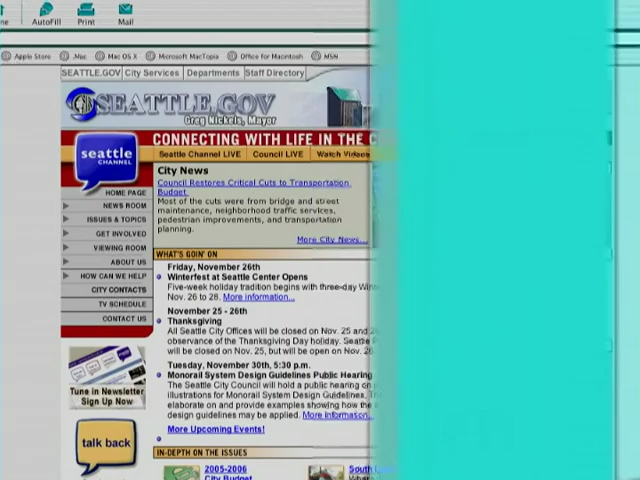 AutoFill Print Mail
Apple Store .Mac Mac OS X Microsoft MacTopia Office for Macintosh MSN
SEATTLE.GOV City Services Departments Staff Directory
SEATTLE.GOV
Greg Nickels, Mayor
seattle
CHANNEL
CONNECTING WITH LIFE IN THE C
Seattle Channel LIVE Council LIVE Watch Videos
HOME PAGE
NEWS ROOM
ISSUES & TOPICS
GET INVOLVED
VIEWING ROOM
ABOUT US
HOW CAN WE HELP
CITY CONTACTS
TV SCHEDULE
CONTACT US
Tune in Newsletter
Sign Up Now
talk back
City News
Council Restores Critical Cuts to Transportation
Budget
Most of the cuts were from bridge and street
maintenance, neighborhood traffic services,
pedestrian improvements, and transportation
planning.
More City News...
WHAT'S GOIN' ON
Friday, November 26th
Winterfest at Seattle Center Opens
Five-week holiday tradition begins with three-day
Nov. 26 to 28. More information...
November 25 - 26th
Thanksgiving
All Seattle City Offices will be closed on Nov. 25 and
observance of the Thanksgiving Day holiday. Seattle
will be closed on Nov. 25, but will be open on Nov. 26
Tuesday, November 30th, 5:30 p.m.
Monorail System Design Guidelines Public Hearing
The Seattle City Council will hold a public hearing on
illustrations for Monorail System Design Guidelines.
elaborate on and provide examples showing how the
design guidelines may be applied. More information...
More Upcoming Events!
IN-DEPTH ON THE ISSUES
2005-2006
City Budget
South